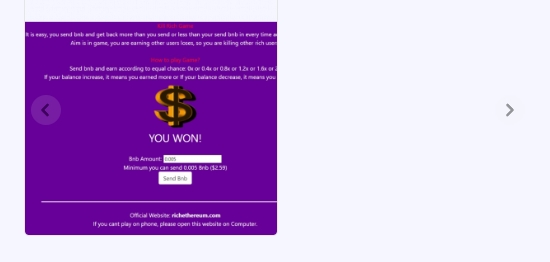 Kill Rich Game
It is easy, you send bnb and get back more than you send or less than your send bnb in every time a
Aim is in game, you are earning other users loses, so you are killing other rich users
How to play Game?
Send bnb and earn according to equal chance: 0x or 0.4x or 0.8x or 1.2x or 1.6x or 2
If your balance increase, it means you earned more or If your balance decrease, it means you
YOU WON!
Bnb Amount: 0.005
Minimum you can send 0.005 Bnb ($2.59)
Send Bnb
Official Website: richethereum.com
If you cant play on phone, please open this website on Computer.